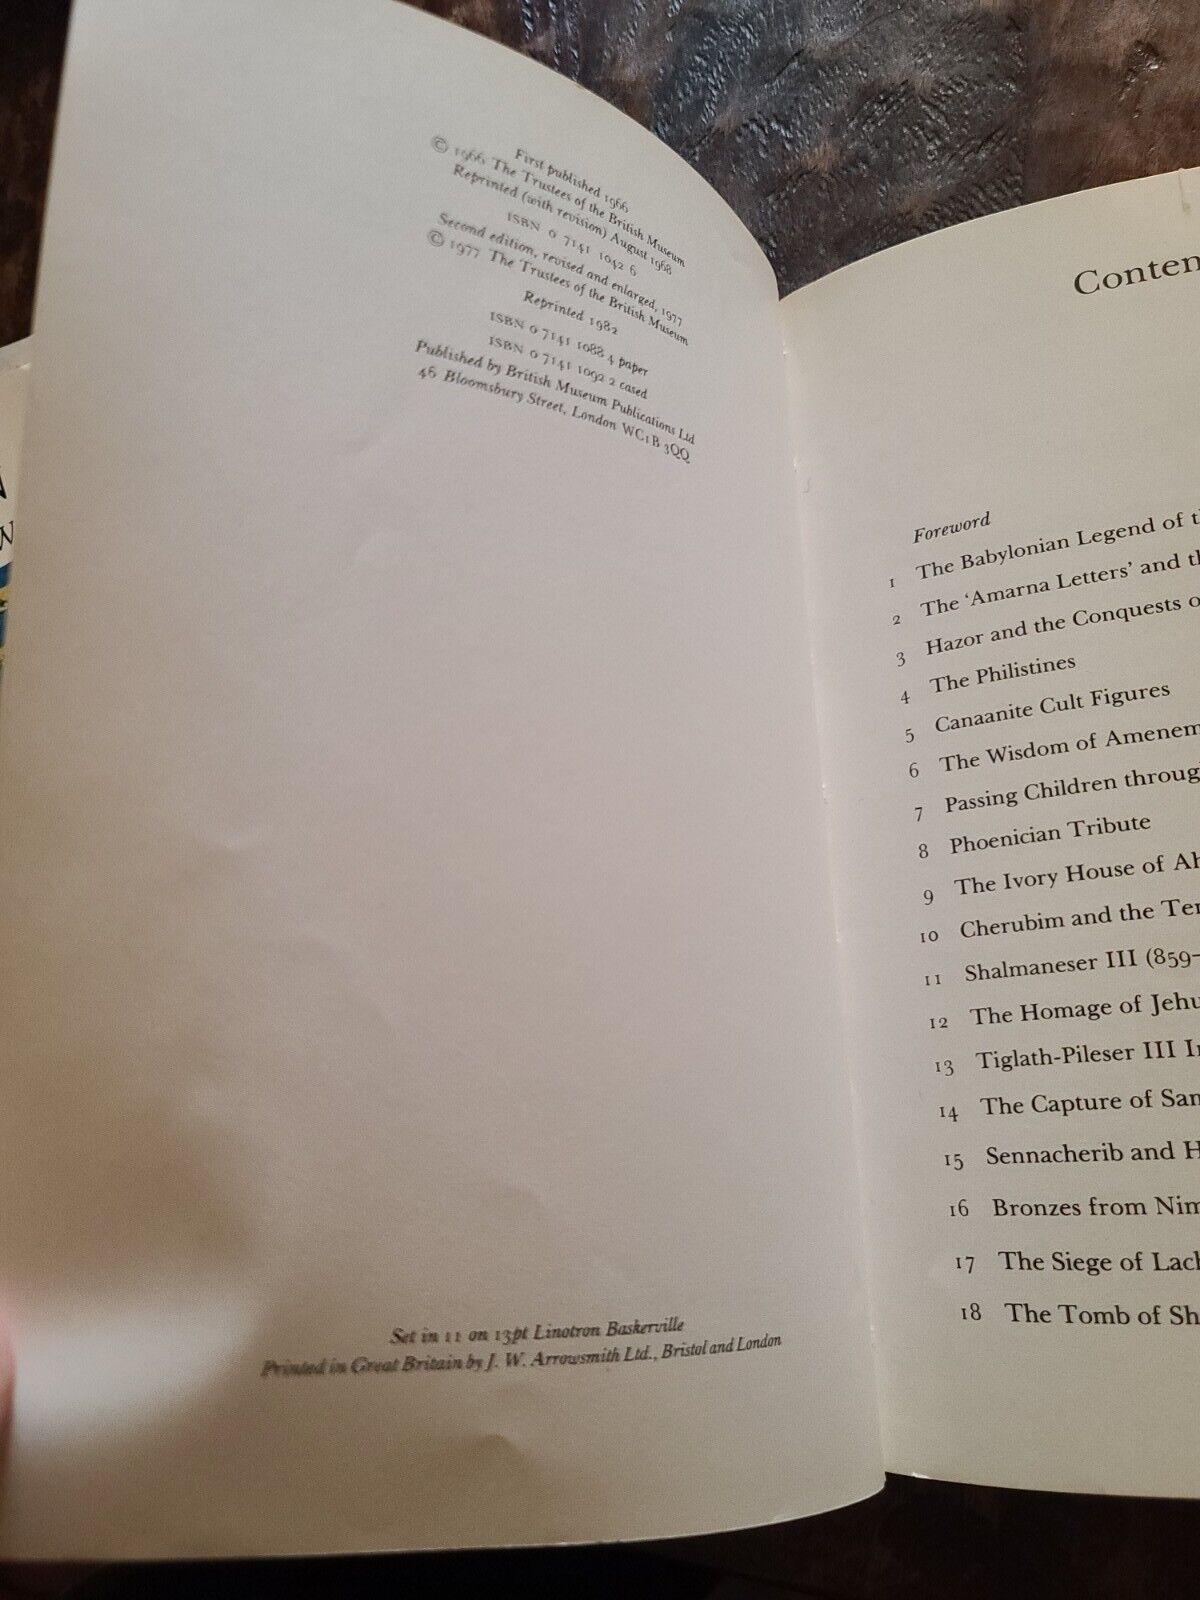 First published 1966
© 1966 The Trustees of the British Museum
Reprinted (with revision) August 1968
ISBN 0 7141 1042 6
Second edition, revised and enlarged, 1977
© 1977 The Trustees of the British Museum
Reprinted 1982
ISBN 0 7141 1088 4 paper
ISBN 0 7141 1092 2 cased
Published by British Museum Publications Ltd
46 Bloomsbury Street, London WC1B 3QQ
Set in 11 on 13pt Linotron Baskerville
Printed in Great Britain by J. W. Arrowsmith Ltd., Bristol and London
Conten
Foreword
1 The Babylonian Legend of t
2 The 'Amarna Letters' and th
3 Hazor and the Conquests o
4 The Philistines
5 Canaanite Cult Figures
6 The Wisdom of Amenem
7 Passing Children throug
8 Phoenician Tribute
9 The Ivory House of Ah
10 Cherubim and the Te
11 Shalmaneser III (859–
12 The Homage of Jehu
13 Tiglath-Pileser III I
14 The Capture of Sam
15 Sennacherib and H
16 Bronzes from Nim
17 The Siege of Lach
18 The Tomb of Sh